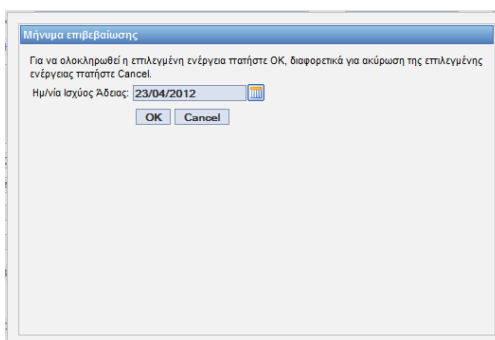 Μήνυμα επιβεβαίωσης
Για να ολοκληρωθεί η επιλεγμένη ενέργεια πατήστε OK, διαφορετικά για ακύρωση της επιλεγμένης
ενέργειας πατήστε Cancel.
Ημ/νία Ισχύος Άδειας: 23/04/2012
OK Cancel